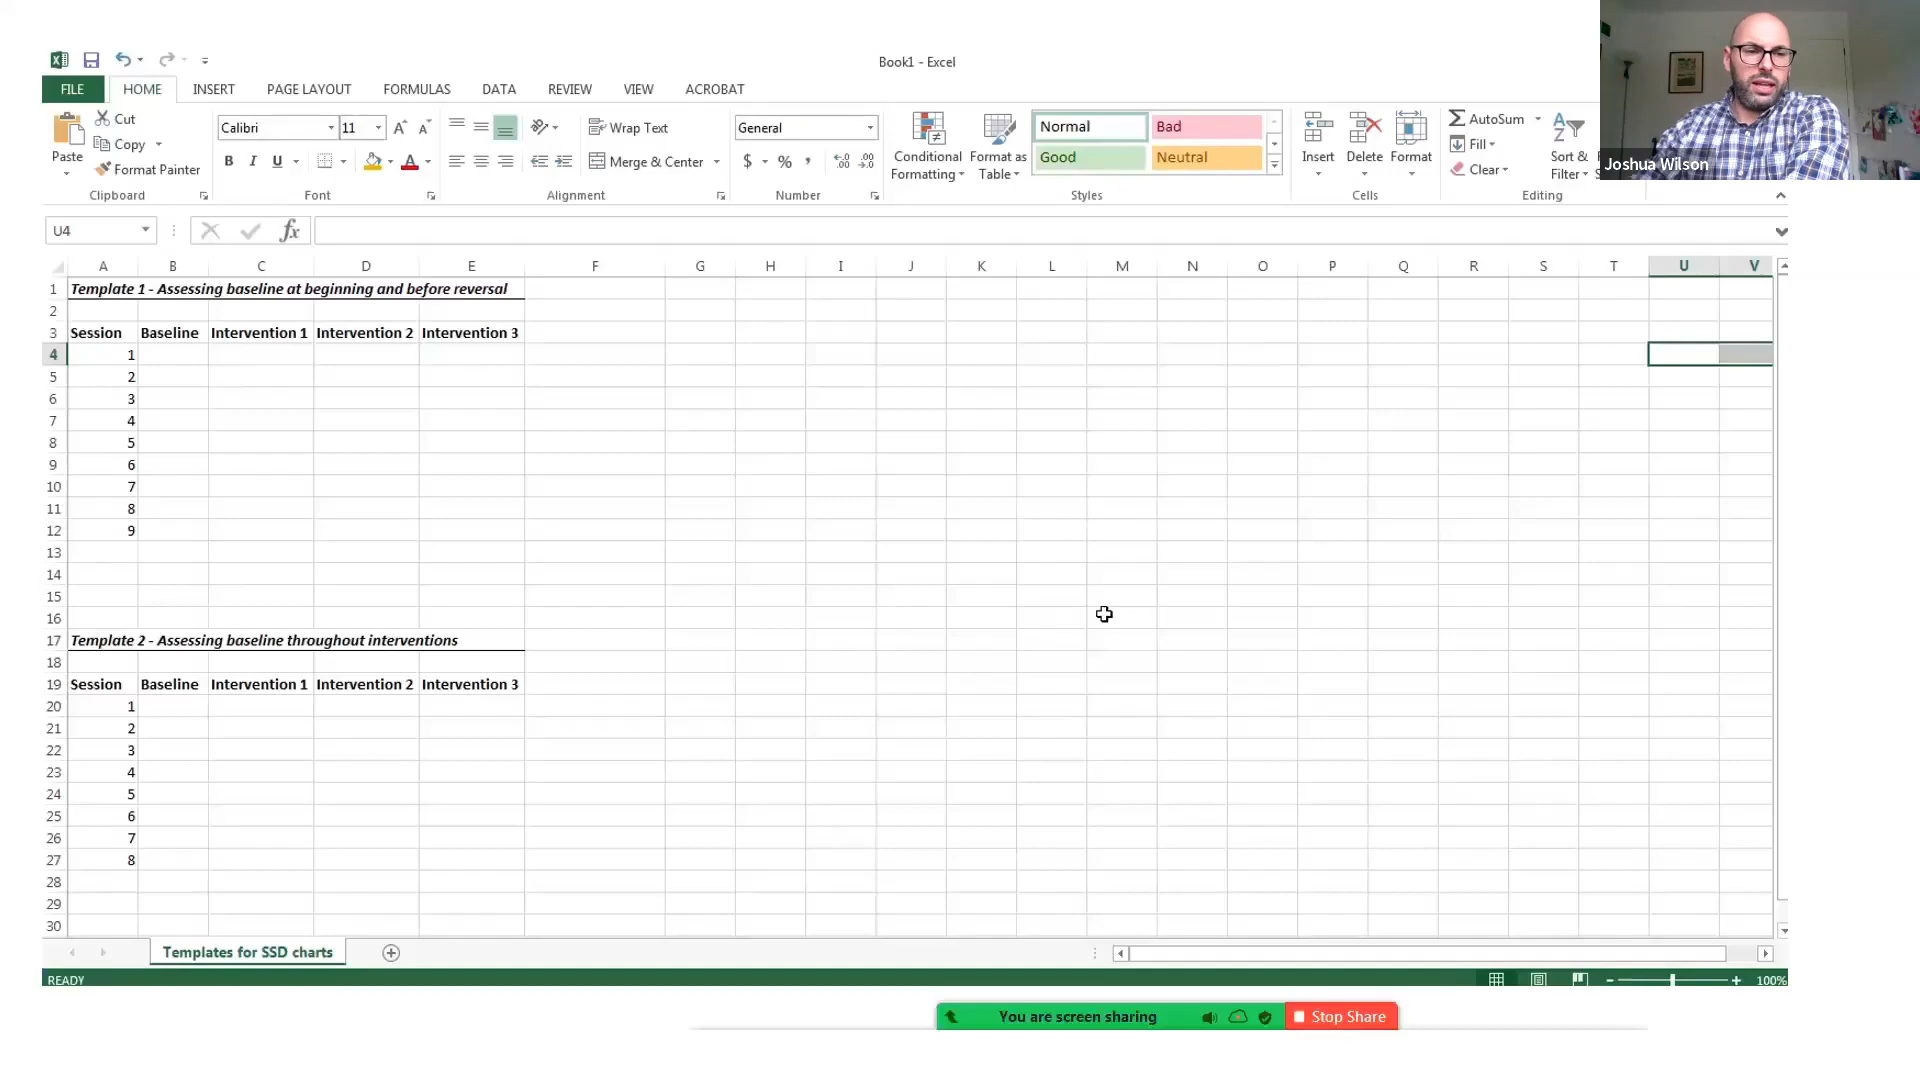 Book1 - Excel
FILE HOME INSERT PAGE LAYOUT FORMULAS DATA REVIEW VIEW ACROBAT
Paste
Cut
Copy
Format Painter
Clipboard
Calibri 11
B I U
Font
Wrap Text
Merge & Center
Alignment
General
$ %
Number
Conditional Formatting
Format as Table
Normal Bad
Good Neutral
Styles
Insert Delete Format
Cells
AutoSum
Fill
Clear
Sort & Filter
Editing
Joshua Wilson
U4 fx
A B C D E F G H I J K L M N O P Q R S T U V
1 Template 1 - Assessing baseline at beginning and before reversal
2
3 Session Baseline Intervention 1 Intervention 2 Intervention 3
4 1
5 2
6 3
7 4
8 5
9 6
10 7
11 8
12 9
13
14
15
16
17 Template 2 - Assessing baseline throughout interventions
18
19 Session Baseline Intervention 1 Intervention 2 Intervention 3
20 1
21 2
22 3
23 4
24 5
25 6
26 7
27 8
28
29
30
Templates for SSD charts
READY 100%
You are screen sharing Stop Share